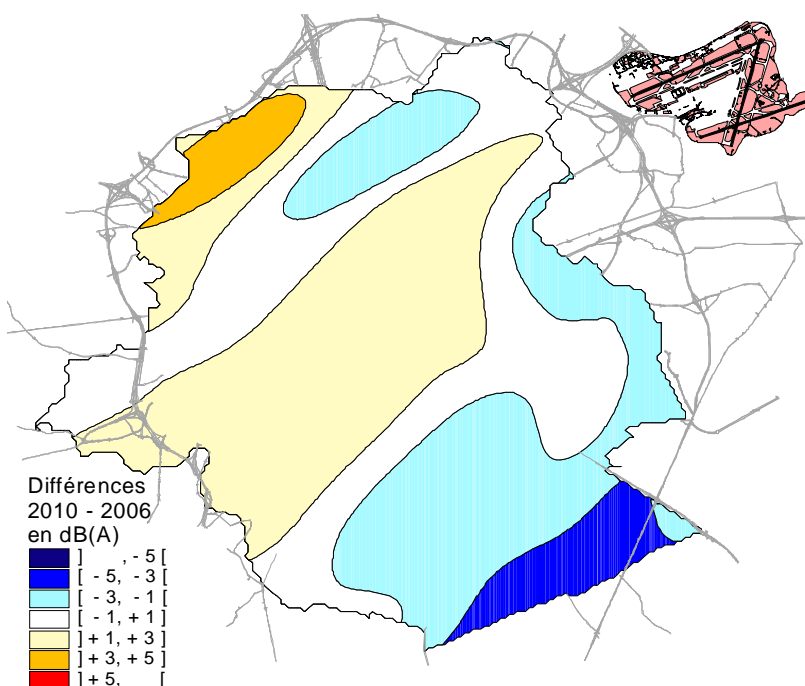 Différences
2010 - 2006
en dB(A)
] , - 5 [
[ - 5, - 3 [
[ - 3, - 1 [
[ - 1, + 1 ]
] + 1, + 3 ]
] + 3, + 5 ]
] + 5, [